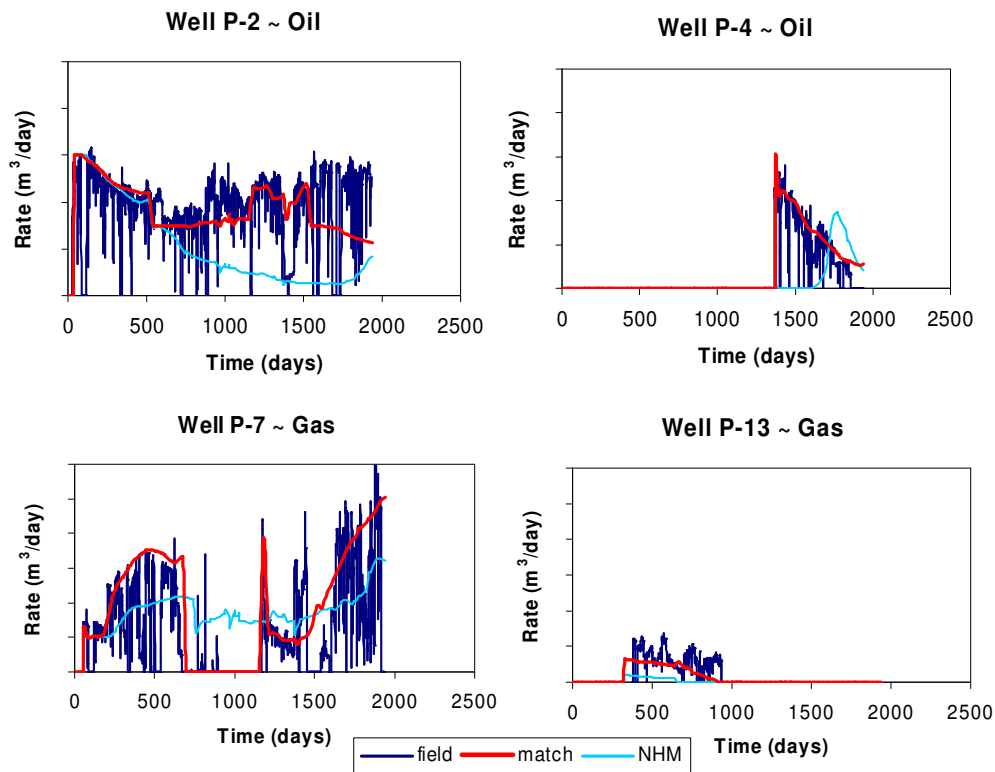 Well P-2 ~ Oil
Rate (m³/day)
0 500 1000 1500 2000 2500
Time (days)
Well P-4 ~ Oil
Rate (m³/day)
0 500 1000 1500 2000 2500
Time (days)
Well P-7 ~ Gas
Rate (m³/day)
0 500 1000 1500 2000 2500
Time (days)
Well P-13 ~ Gas
Rate (m³/day)
0 500 1000 1500 2000 2500
Time (days)
field match NHM